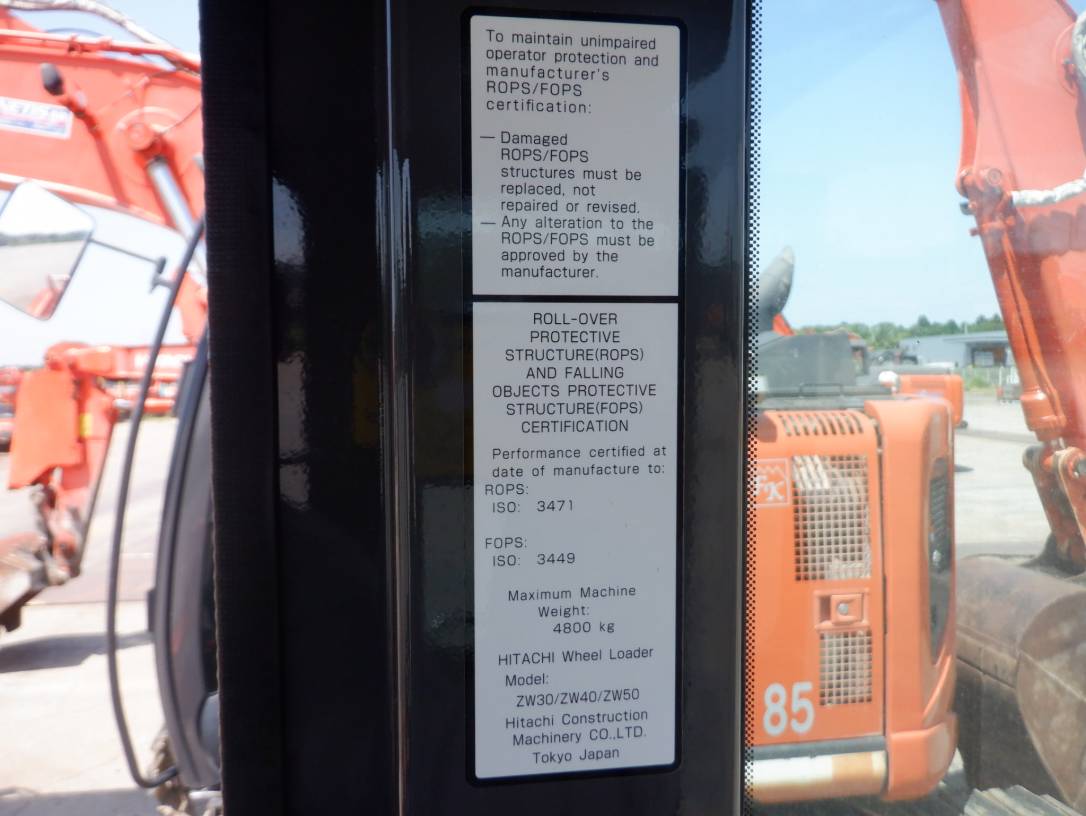 To maintain unimpaired
operator protection and
manufacturer's
ROPS/FOPS
certification:
— Damaged
ROPS/FOPS
structures must be
replaced, not
repaired or revised.
— Any alteration to the
ROPS/FOPS must be
approved by the
manufacturer.
ROLL-OVER
PROTECTIVE
STRUCTURE(ROPS)
AND FALLING
OBJECTS PROTECTIVE
STRUCTURE(FOPS)
CERTIFICATION
Performance certified at
date of manufacture to:
ROPS:
ISO: 3471
FOPS:
ISO: 3449
Maximum Machine
Weight:
4800 kg
HITACHI Wheel Loader
Model:
ZW30/ZW40/ZW50
Hitachi Construction
Machinery CO.,LTD.
Tokyo Japan
FK
85